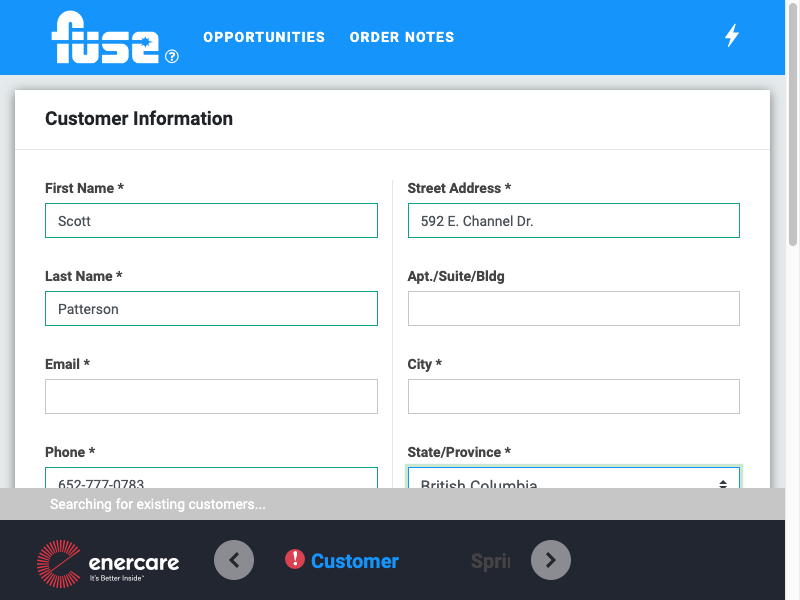 fuse
?
OPPORTUNITIES
ORDER NOTES
Customer Information
First Name *
Street Address *
Scott
592 E. Channel Dr.
Last Name *
Apt./Suite/Bldg
Patterson
Email *
City *
Phone *
State/Province *
652-777-0783
British Columbia
Searching for existing customers...
enercare
It's Better Inside™
! Customer
Spri